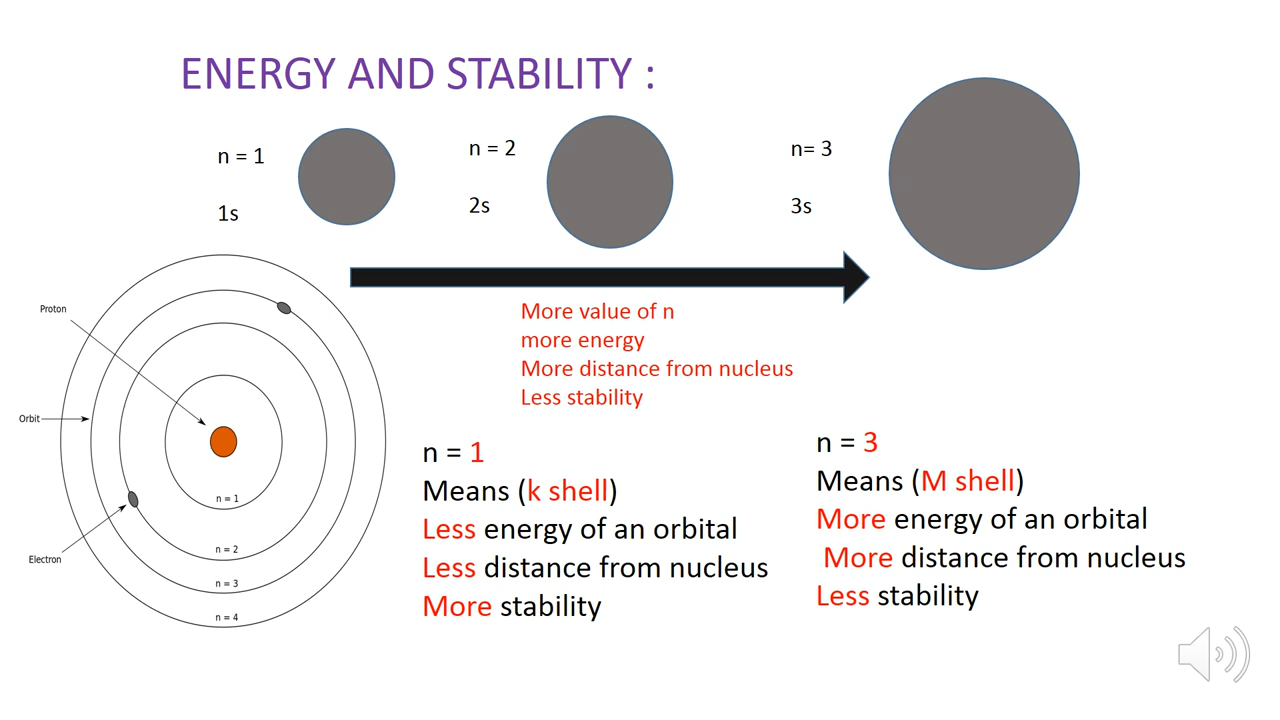 ENERGY AND STABILITY :
n = 1
1s
n = 2
2s
n= 3
3s
More value of n
more energy
More distance from nucleus
Less stability
Proton
Orbit
Electron
n = 1
n = 2
n = 3
n = 4
n = 1
Means (k shell)
Less energy of an orbital
Less distance from nucleus
More stability
n = 3
Means (M shell)
More energy of an orbital
More distance from nucleus
Less stability